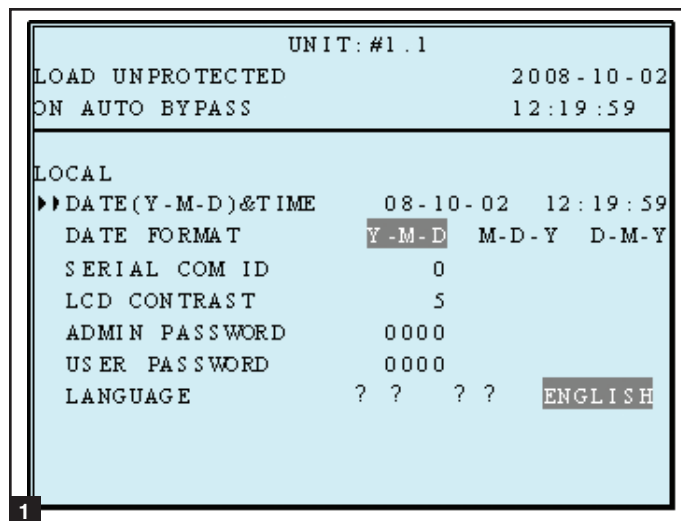 UNIT:#1.1
LOAD UNPROTECTED 2008-10-02
ON AUTO BYPASS 12:19:59
LOCAL
DATE(Y-M-D)&TIME 08-10-02 12:19:59
DATE FORMAT Y-M-D M-D-Y D-M-Y
SERIAL COM ID 0
LCD CONTRAST 5
ADMIN PASSWORD 0000
USER PASSWORD 0000
LANGUAGE ? ? ? ? ENGLISH
1